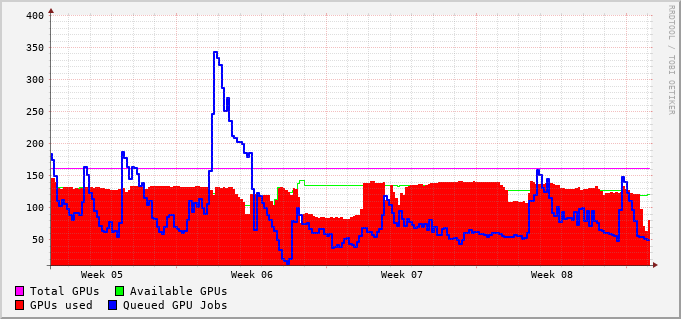 RRDTOOL / TOBI OETIKER
400
350
300
250
200
150
100
50
Week 05 Week 06 Week 07 Week 08
Total GPUs Available GPUs
GPUs used Queued GPU Jobs